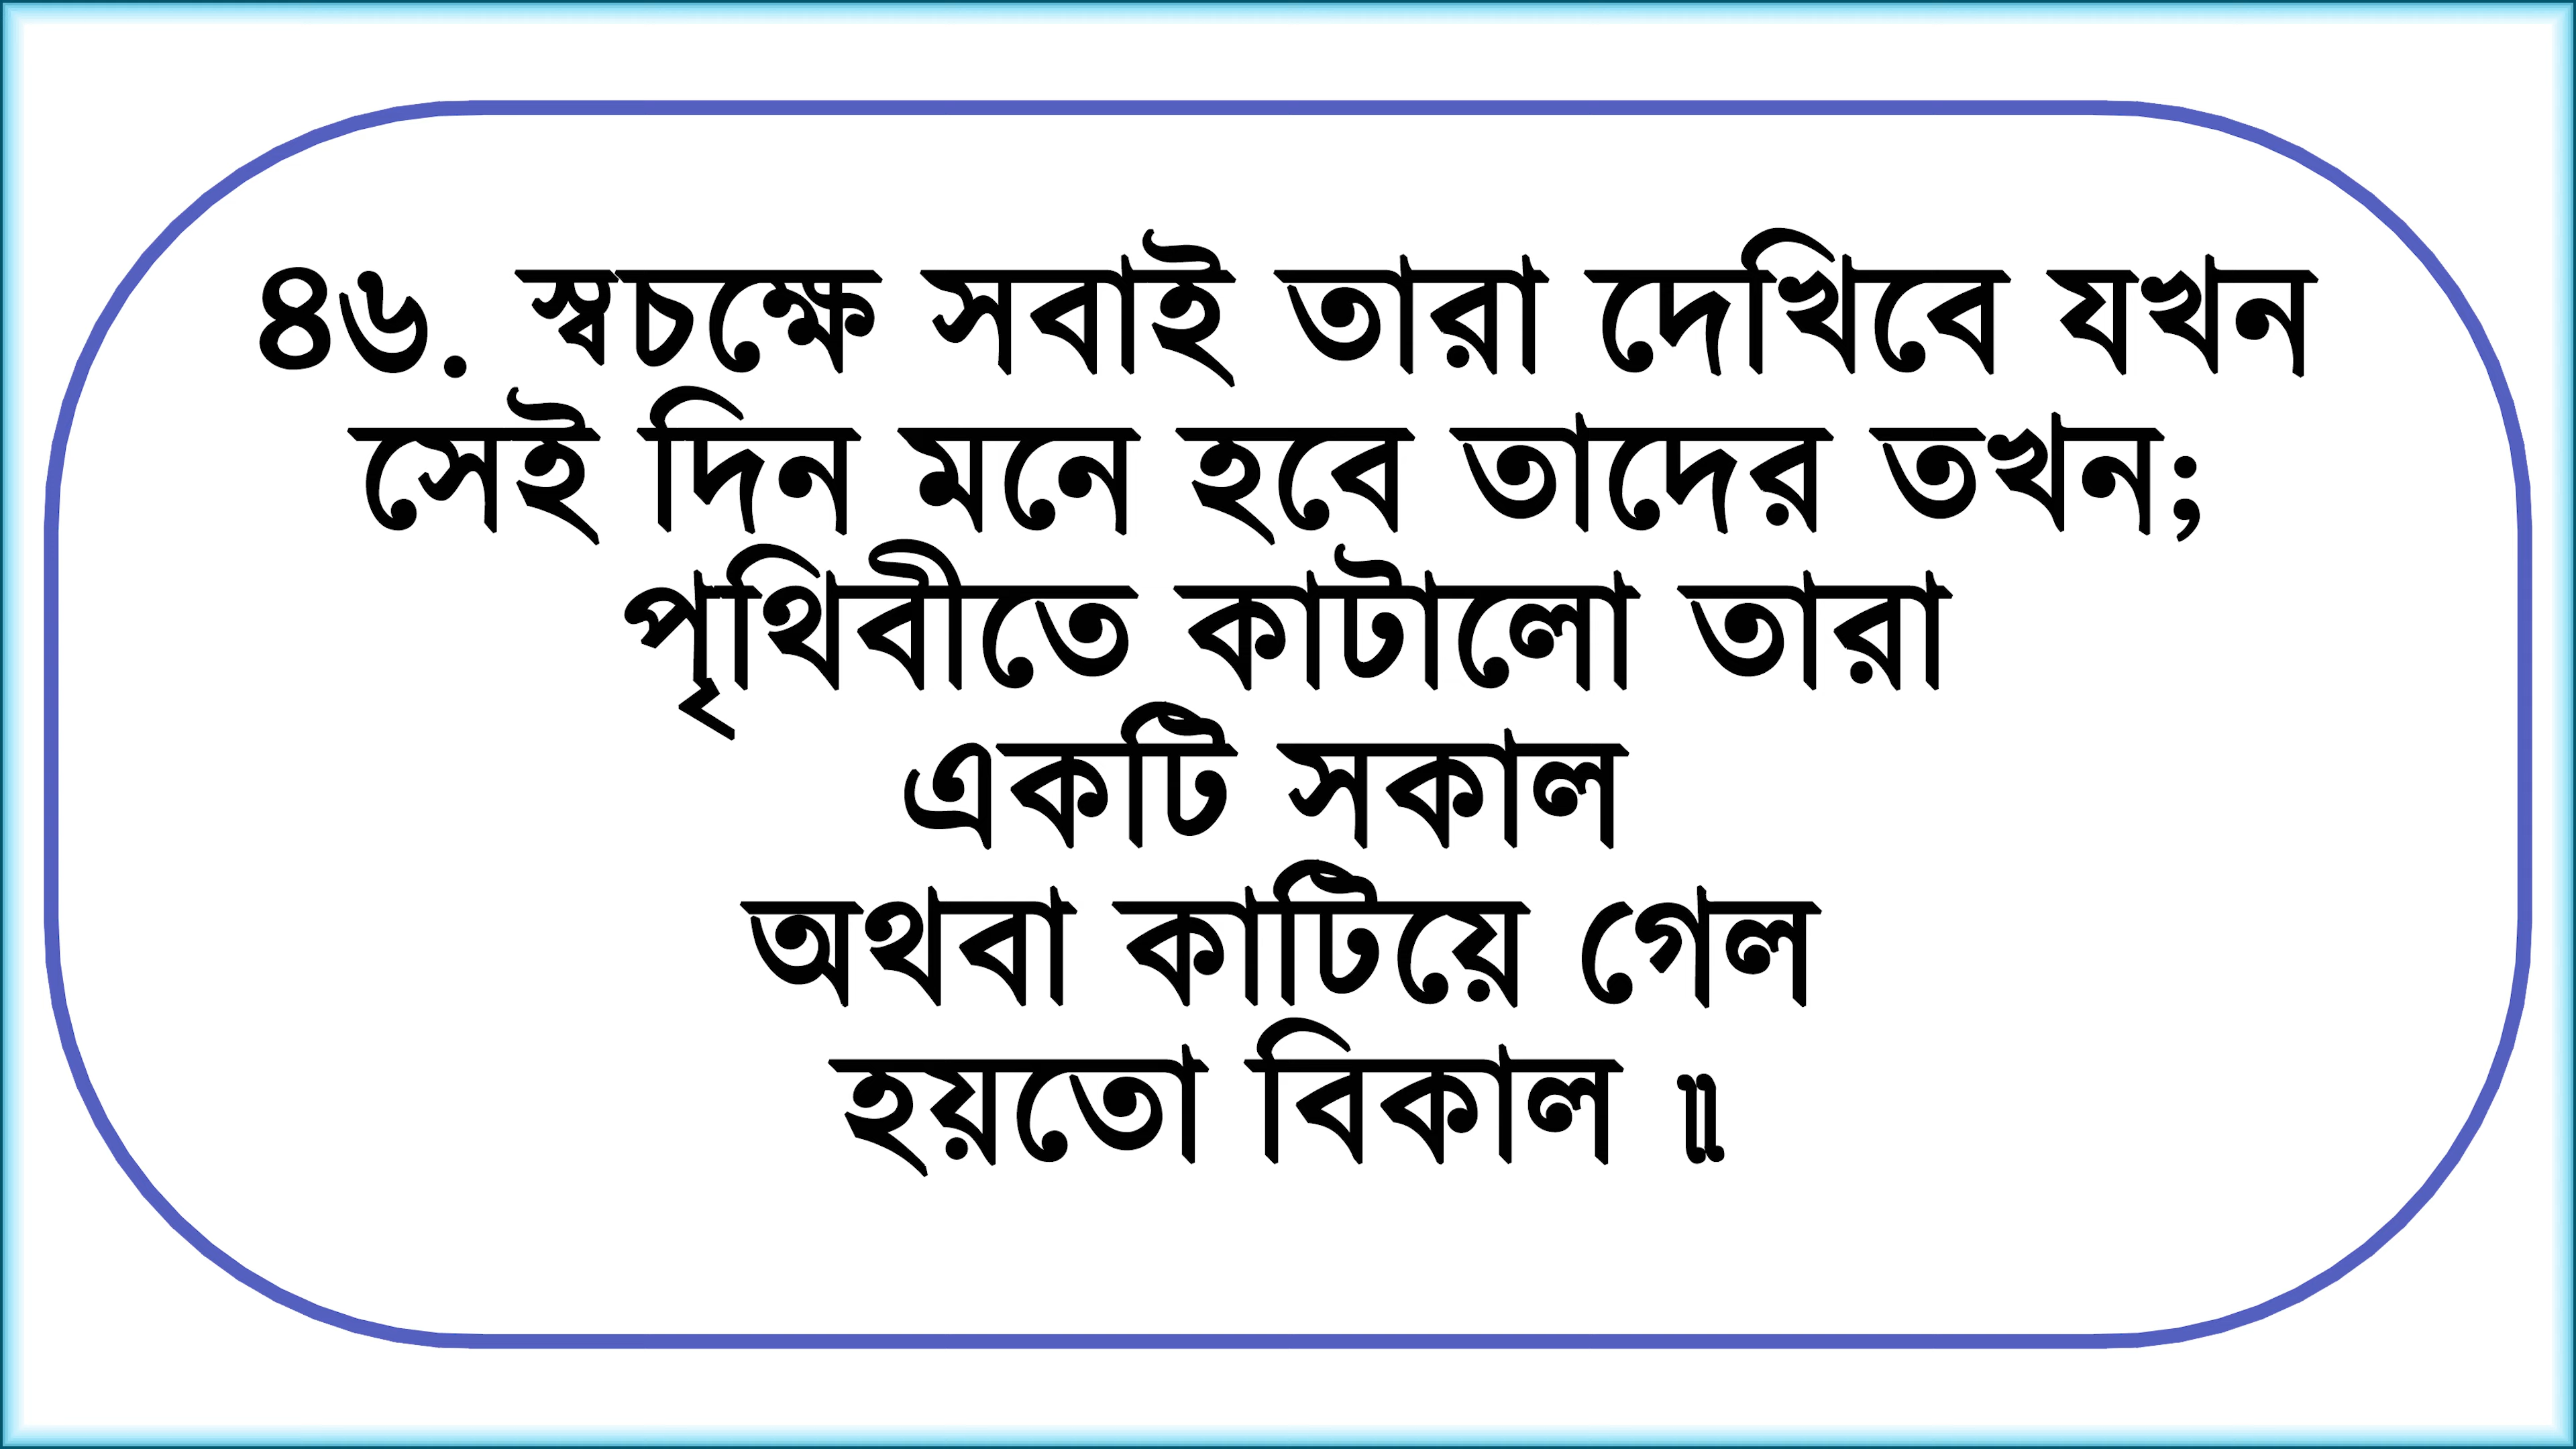 ৪৬. স্বচক্ষে সবাই তারা দেখিবে যখন
সেই দিন মনে হবে তাদের তখন;
পৃথিবীতে কাটালো তারা
একটি সকাল
অথবা কাটিয়ে গেল
হয়তো বিকাল ॥